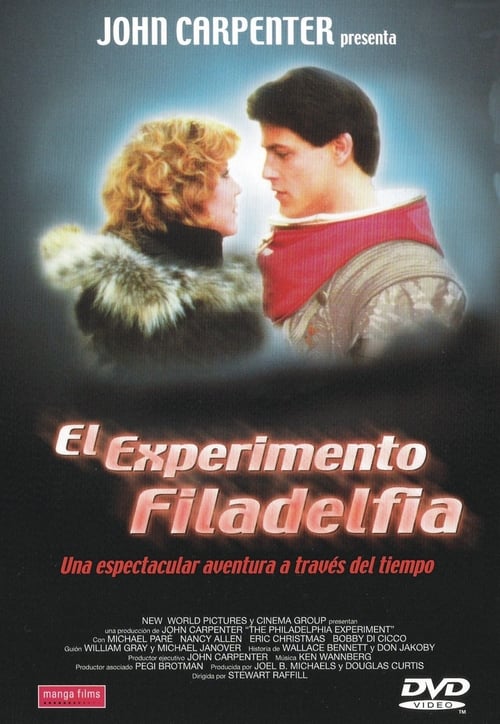 JOHN CARPENTER presenta
El Experimento
Filadelfia
Una espectacular aventura a través del tiempo
NEW WORLD PICTURES y CINEMA GROUP presentan
una producción de JOHN CARPENTER "THE PHILADELPHIA EXPERIMENT"
Con MICHAEL PARÉ NANCY ALLEN ERIC CHRISTMAS BOBBY DI CICCO
Guión WILLIAM GRAY y MICHAEL JANOVER Historia de WALLACE BENNETT y DON JAKOBY
Productor ejecutivo JOHN CARPENTER Música KEN WANNBERG
Productor asociado PEGI BROTMAN Producida por JOEL B. MICHAELS y DOUGLAS CURTIS
Dirigida por STEWART RAFFILL
manga films
DVD
VIDEO
TM